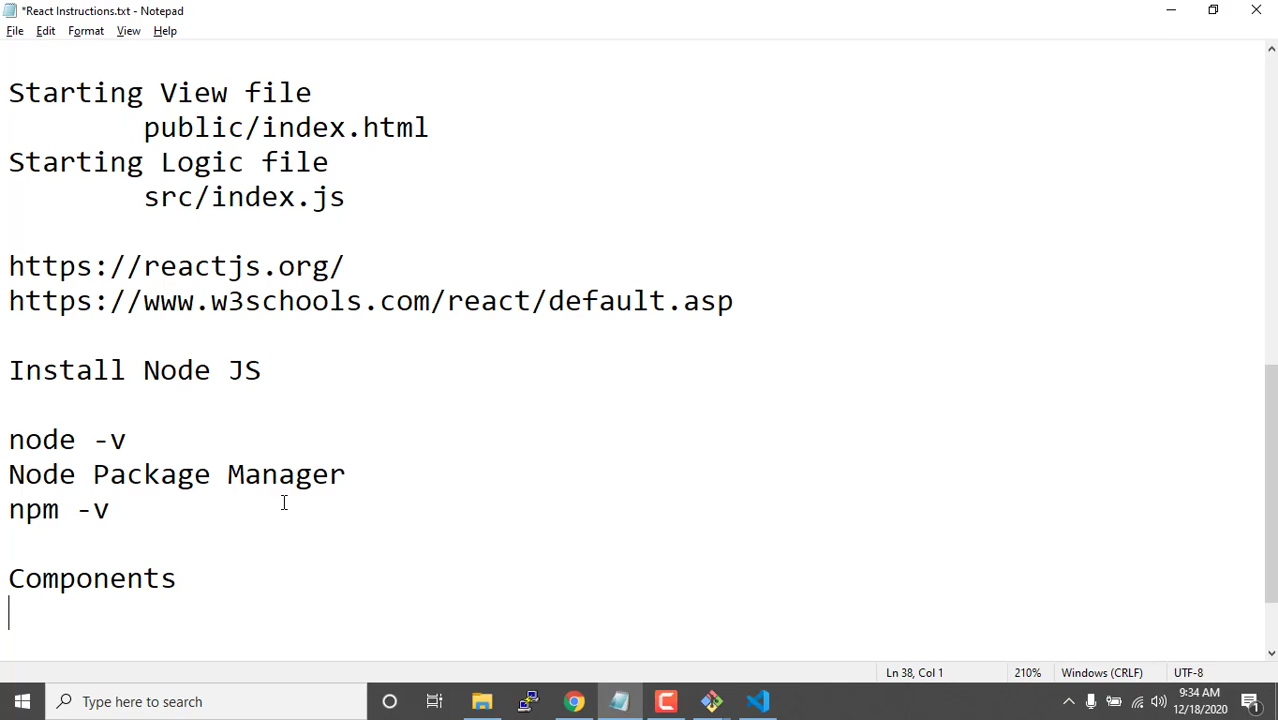 *React Instructions.txt - Notepad
File Edit Format View Help
Starting View file
public/index.html
Starting Logic file
src/index.js
https://reactjs.org/
https://www.w3schools.com/react/default.asp
Install Node JS
node -v
Node Package Manager
npm -v
Components
Ln 38, Col 1 210% Windows (CRLF) UTF-8
Type here to search
9:34 AM
12/18/2020
1